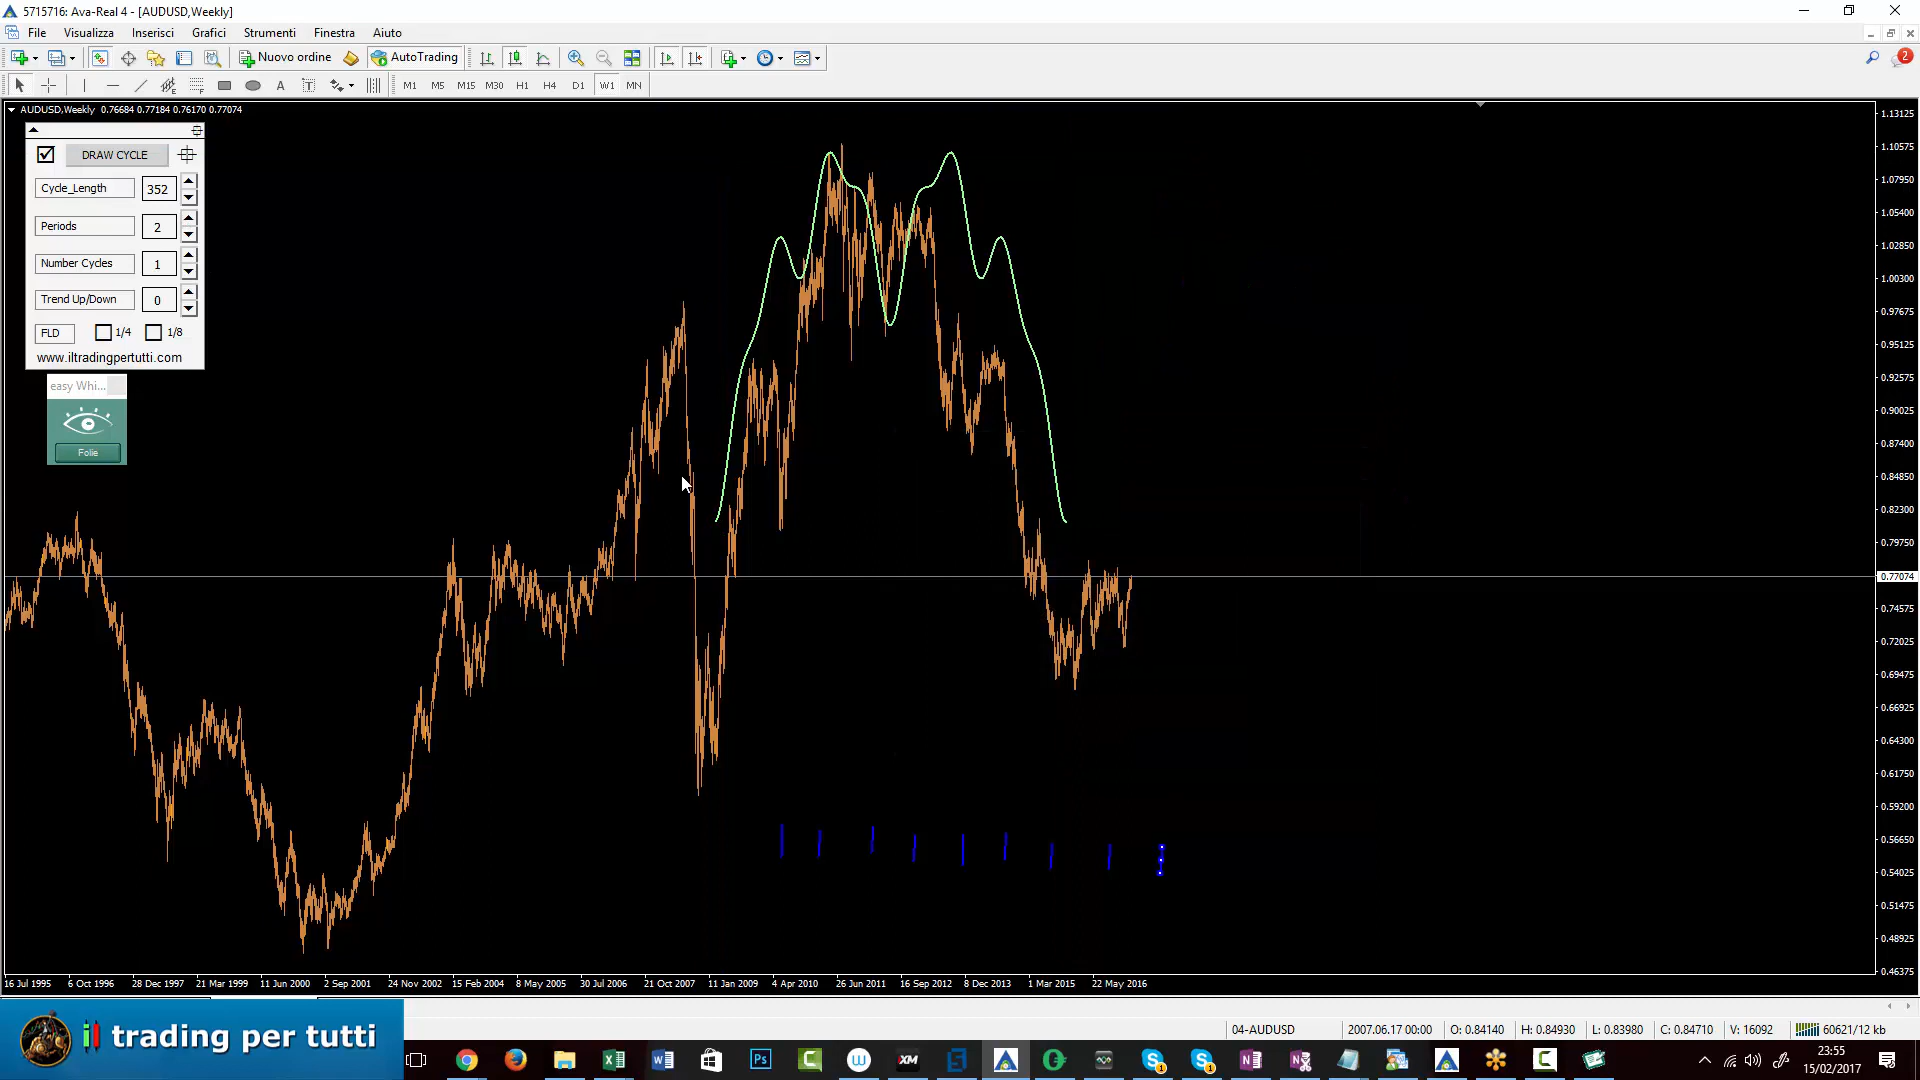 5715716: Ava-Real 4 - [AUDUSD,Weekly]
File Visualizza Inserisci Grafici Strumenti Finestra Aiuto
Nuovo ordine AutoTrading
A T M1 M5 M15 M30 H1 H4 D1 W1 MN
2
AUDUSD,Weekly 0.76684 0.77184 0.76170 0.77074
DRAW CYCLE
Cycle_Length 352
Periods 2
Number Cycles 1
Trend Up/Down 0
FLD 1/4 1/8
www.iltradingpertutti.com
easy Whi...
Folie
1.13125
1.10575
1.07950
1.05400
1.02850
1.00300
0.97675
0.95125
0.92575
0.90025
0.87400
0.84850
0.82300
0.79750
0.77074
0.74575
0.72025
0.69475
0.66925
0.64300
0.61750
0.59200
0.56650
0.54025
0.51475
0.48925
0.46375
16 Jul 1995 6 Oct 1996 28 Dec 1997 21 Mar 1999 11 Jun 2000 2 Sep 2001 24 Nov 2002 15 Feb 2004 8 May 2005 30 Jul 2006 21 Oct 2007 11 Jan 2009 4 Apr 2010 26 Jun 2011 16 Sep 2012 8 Dec 2013 1 Mar 2015 22 May 2016
il trading per tutti
04-AUDUSD 2007.06.17 00:00 O: 0.84140 H: 0.84930 L: 0.83980 C: 0.84710 V: 16092 60621/12 kb
23:55
15/02/2017